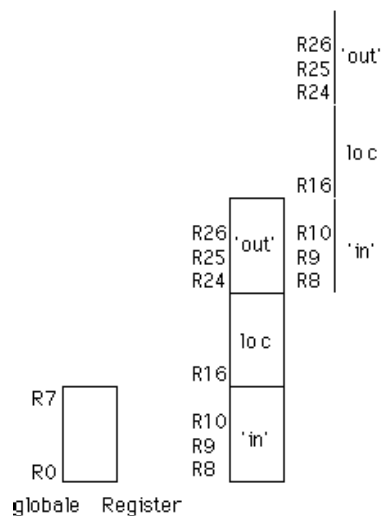 R26 'out'
R25
R24
loc
R16
R26 'out' R10
R25 R9 'in'
R24 R8
loc
R16
R7
R10
R9 'in'
R0 R8
globale Register